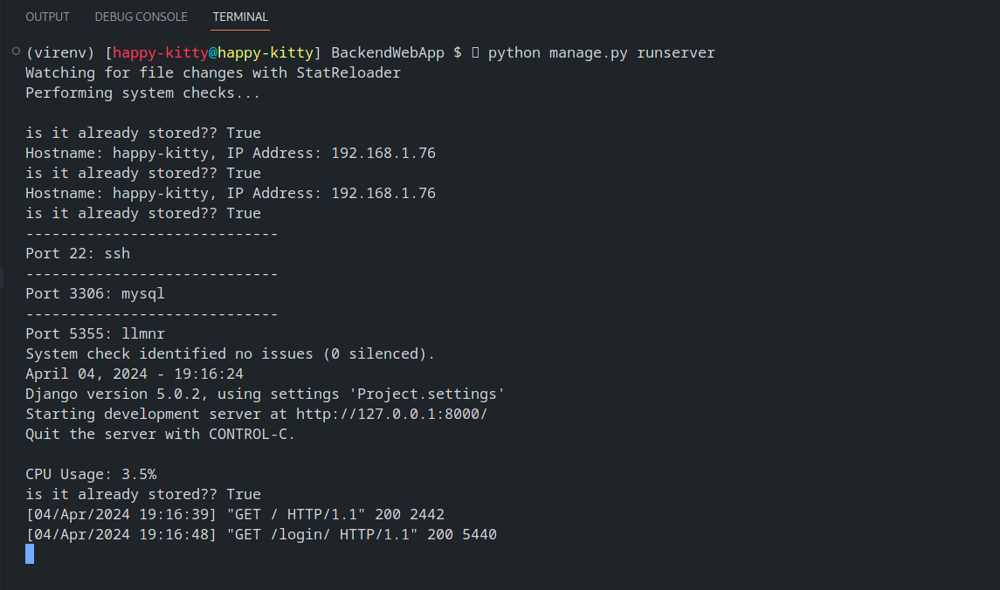 OUTPUT DEBUG CONSOLE TERMINAL
(virenv) [happy-kitty@happy-kitty] BackendWebApp $ ▯ python manage.py runserver
Watching for file changes with StatReloader
Performing system checks...
is it already stored?? True
Hostname: happy-kitty, IP Address: 192.168.1.76
is it already stored?? True
Hostname: happy-kitty, IP Address: 192.168.1.76
is it already stored?? True
-----------------------------
Port 22: ssh
-----------------------------
Port 3306: mysql
-----------------------------
Port 5355: llmnr
System check identified no issues (0 silenced).
April 04, 2024 - 19:16:24
Django version 5.0.2, using settings 'Project.settings'
Starting development server at http://127.0.0.1:8000/
Quit the server with CONTROL-C.
CPU Usage: 3.5%
is it already stored?? True
[04/Apr/2024 19:16:39] "GET / HTTP/1.1" 200 2442
[04/Apr/2024 19:16:48] "GET /login/ HTTP/1.1" 200 5440